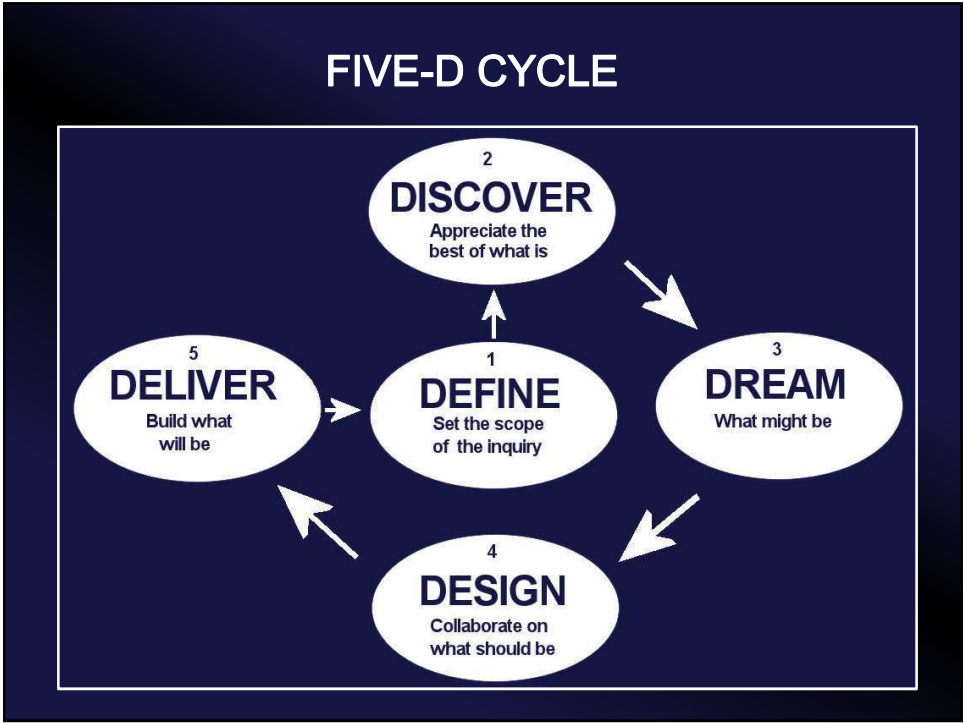 FIVE-D CYCLE
2
DISCOVER
Appreciate the
best of what is
5
DELIVER
Build what
will be
1
DEFINE
Set the scope
of the inquiry
3
DREAM
What might be
4
DESIGN
Collaborate on
what should be